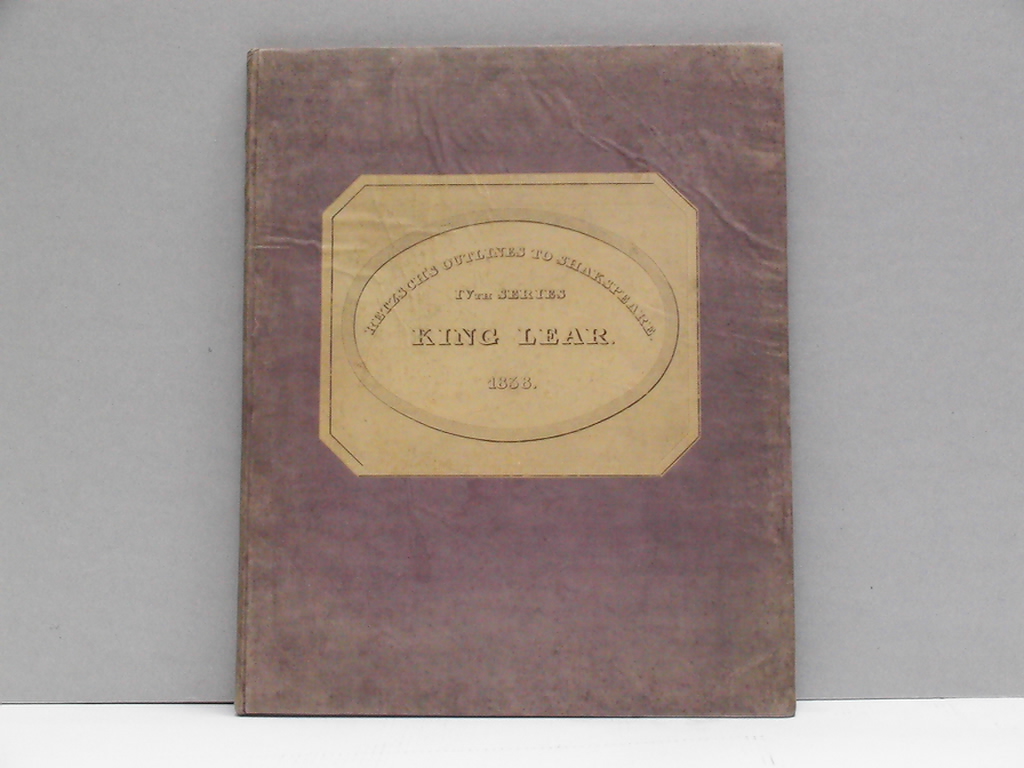 RETZSCH'S OUTLINES TO SHAKSPEARE.
IVTH SERIES
KING LEAR.
1838.